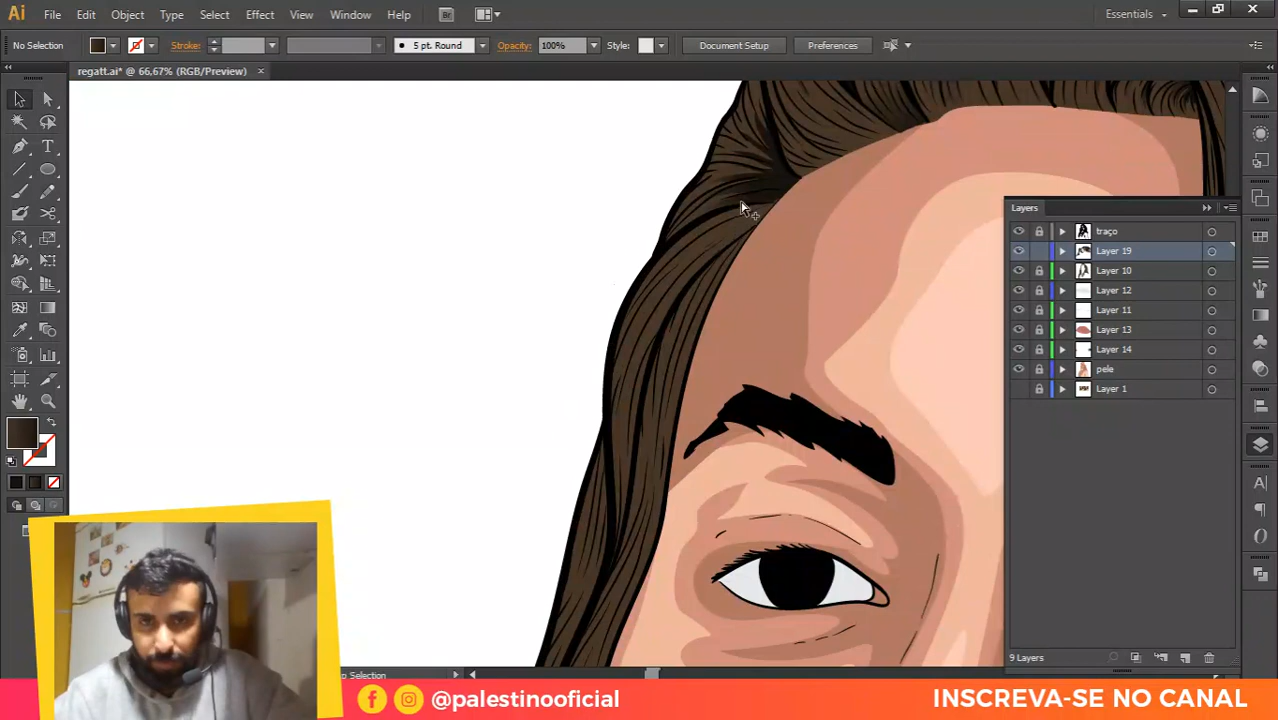 Ai File Edit Object Type Select Effect View Window Help Br Essentials
No Selection Stroke: 5 pt. Round Opacity: 100% Style: Document Setup Preferences
regatt.ai* @ 66,67% (RGB/Preview)
Layers
traço
Layer 19
Layer 10
Layer 12
Layer 11
Layer 13
Layer 14
pele
Layer 1
9 Layers
Selection
@palestinooficial INSCREVA-SE NO CANAL